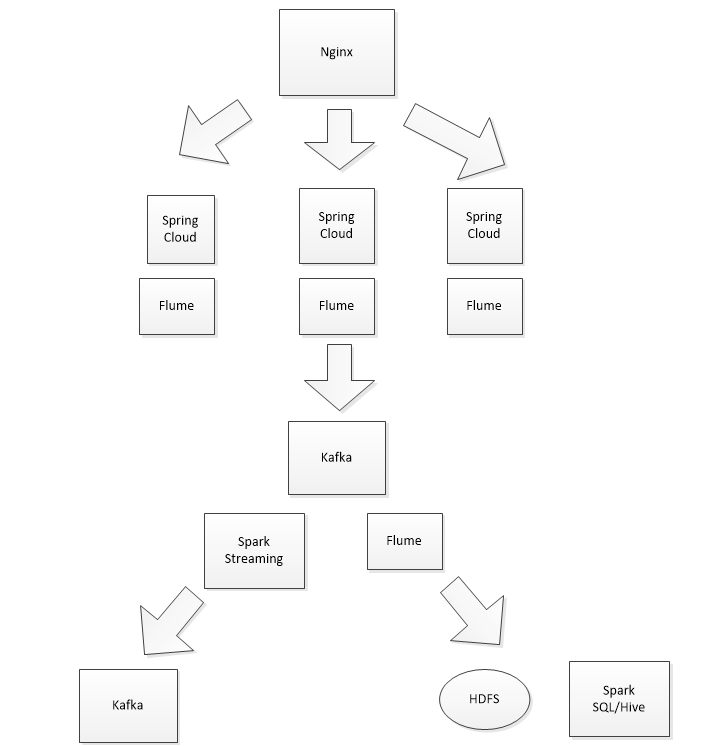 Nginx
Spring
Cloud
Spring
Cloud
Spring
Cloud
Flume
Flume
Flume
Kafka
Spark
Streaming
Flume
Kafka
HDFS
Spark
SQL/Hive